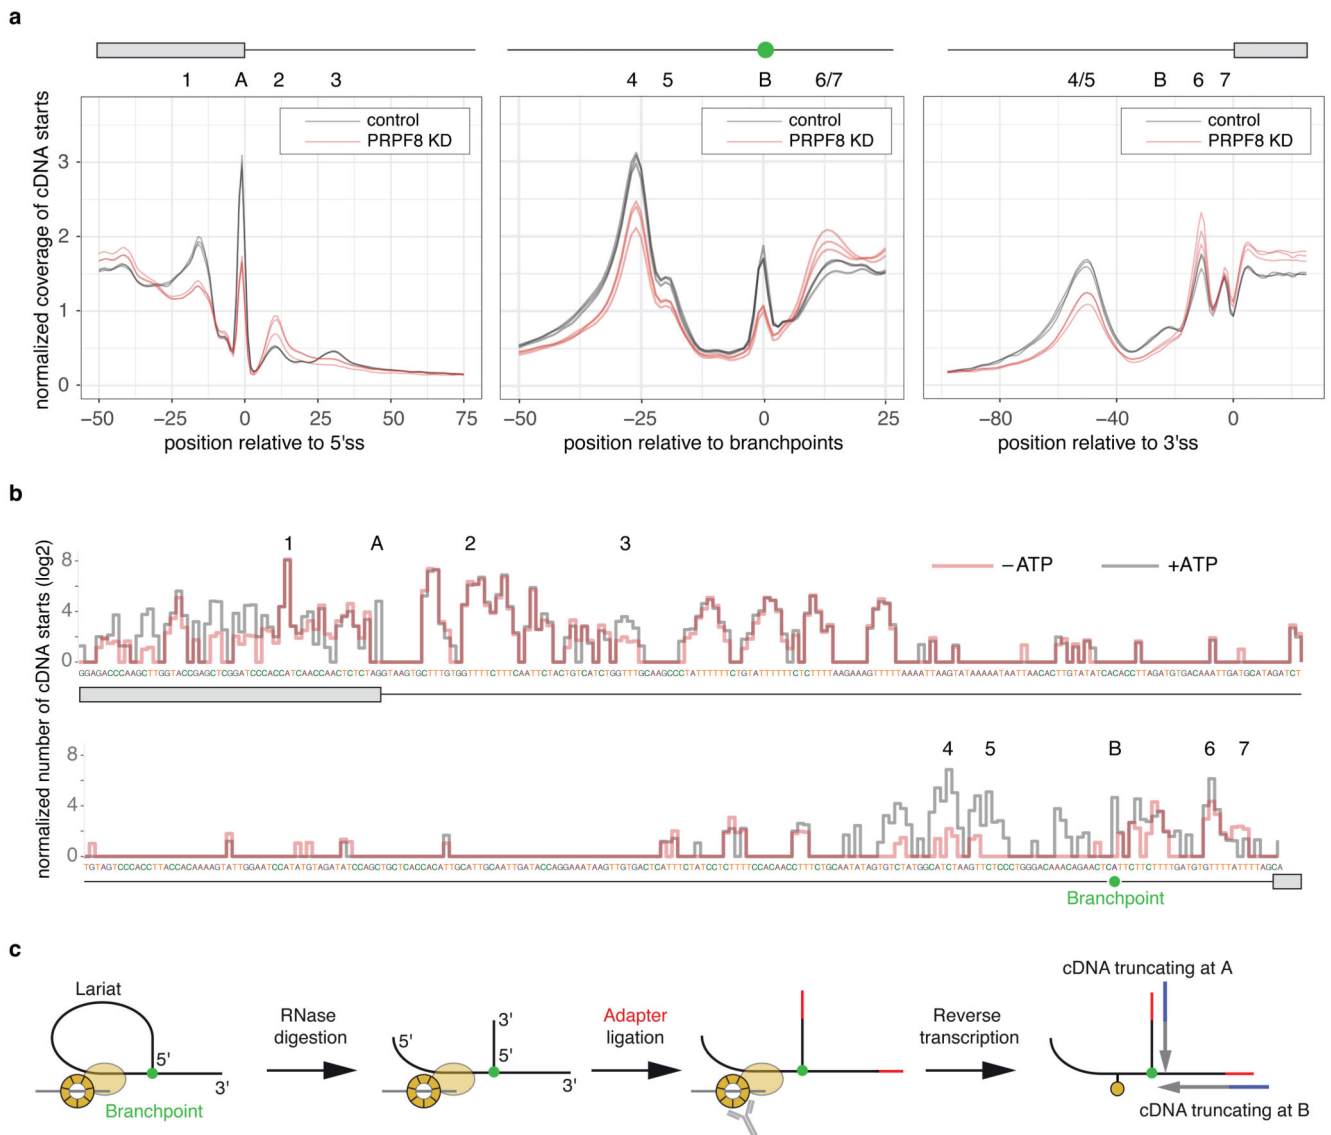 a
1 A 2 3
4 5 B 6/7
4/5 B 6 7
normalized coverage of cDNA starts
control
PRPF8 KD
control
PRPF8 KD
control
PRPF8 KD
3
2
1
0
−50 −25 0 25 50 75
−50 −25 0 25
−80 −40 0
position relative to 5'ss
position relative to branchpoints
position relative to 3'ss
b
normalized number of cDNA starts (log2)
1 A 2 3
−ATP +ATP
8
4
0
4 5 B 6 7
8
4
0
Branchpoint
c
Lariat
5'
3'
Branchpoint
RNase
digestion
5'
3'
5'
3'
Adapter
ligation
Reverse
transcription
cDNA truncating at A
cDNA truncating at B